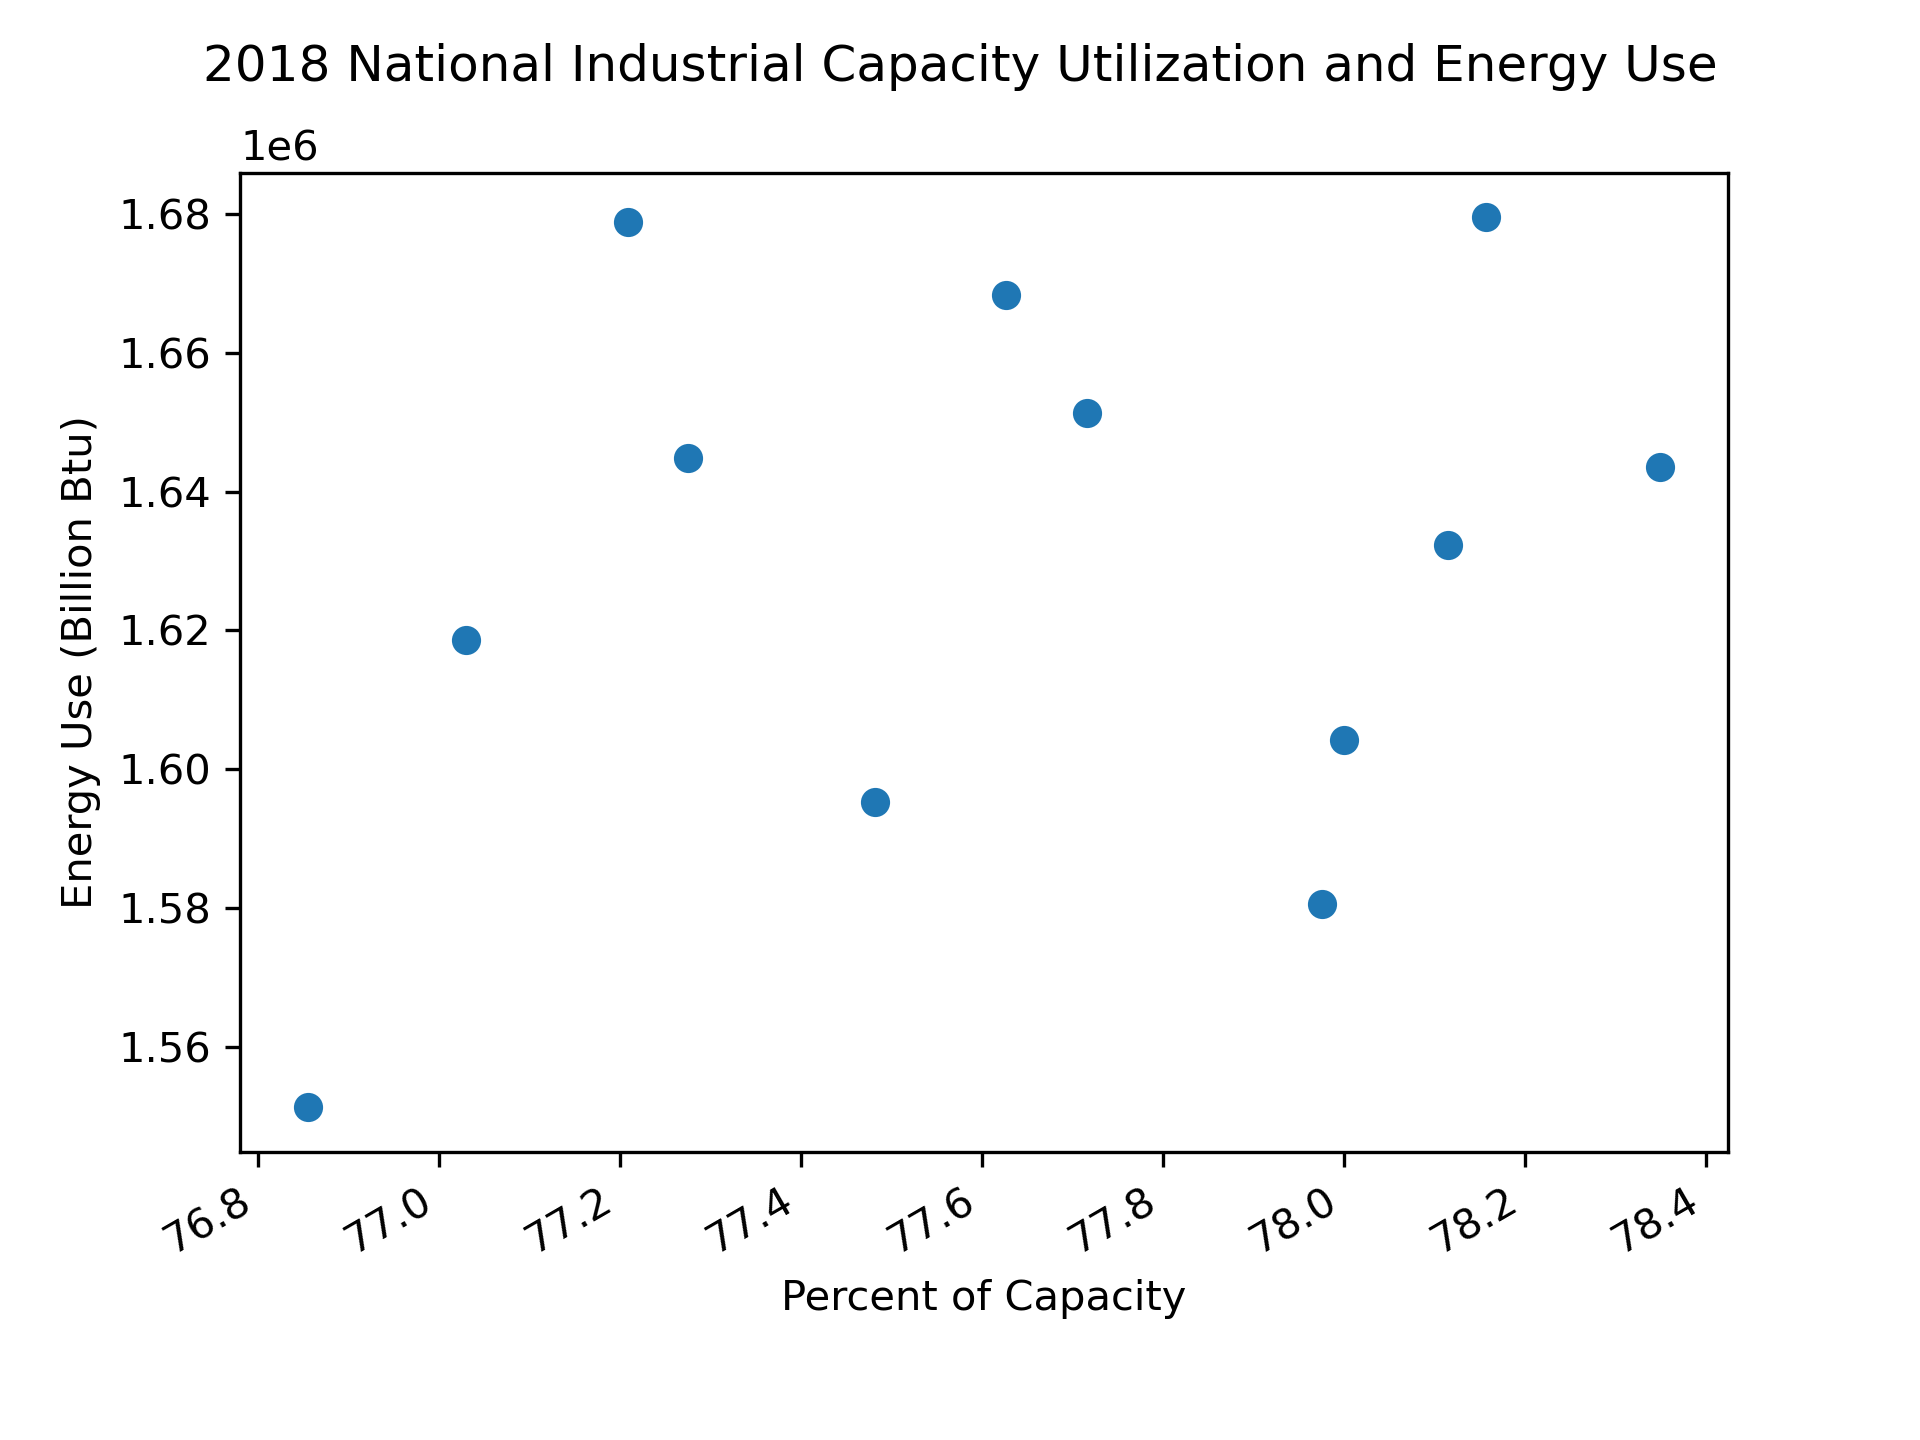 2018 National Industrial Capacity Utilization and Energy Use
1e6
1.68
1.66
1.64
1.62
1.60
1.58
1.56
Energy Use (Billion Btu)
76.8 77.0 77.2 77.4 77.6 77.8 78.0 78.2 78.4
Percent of Capacity